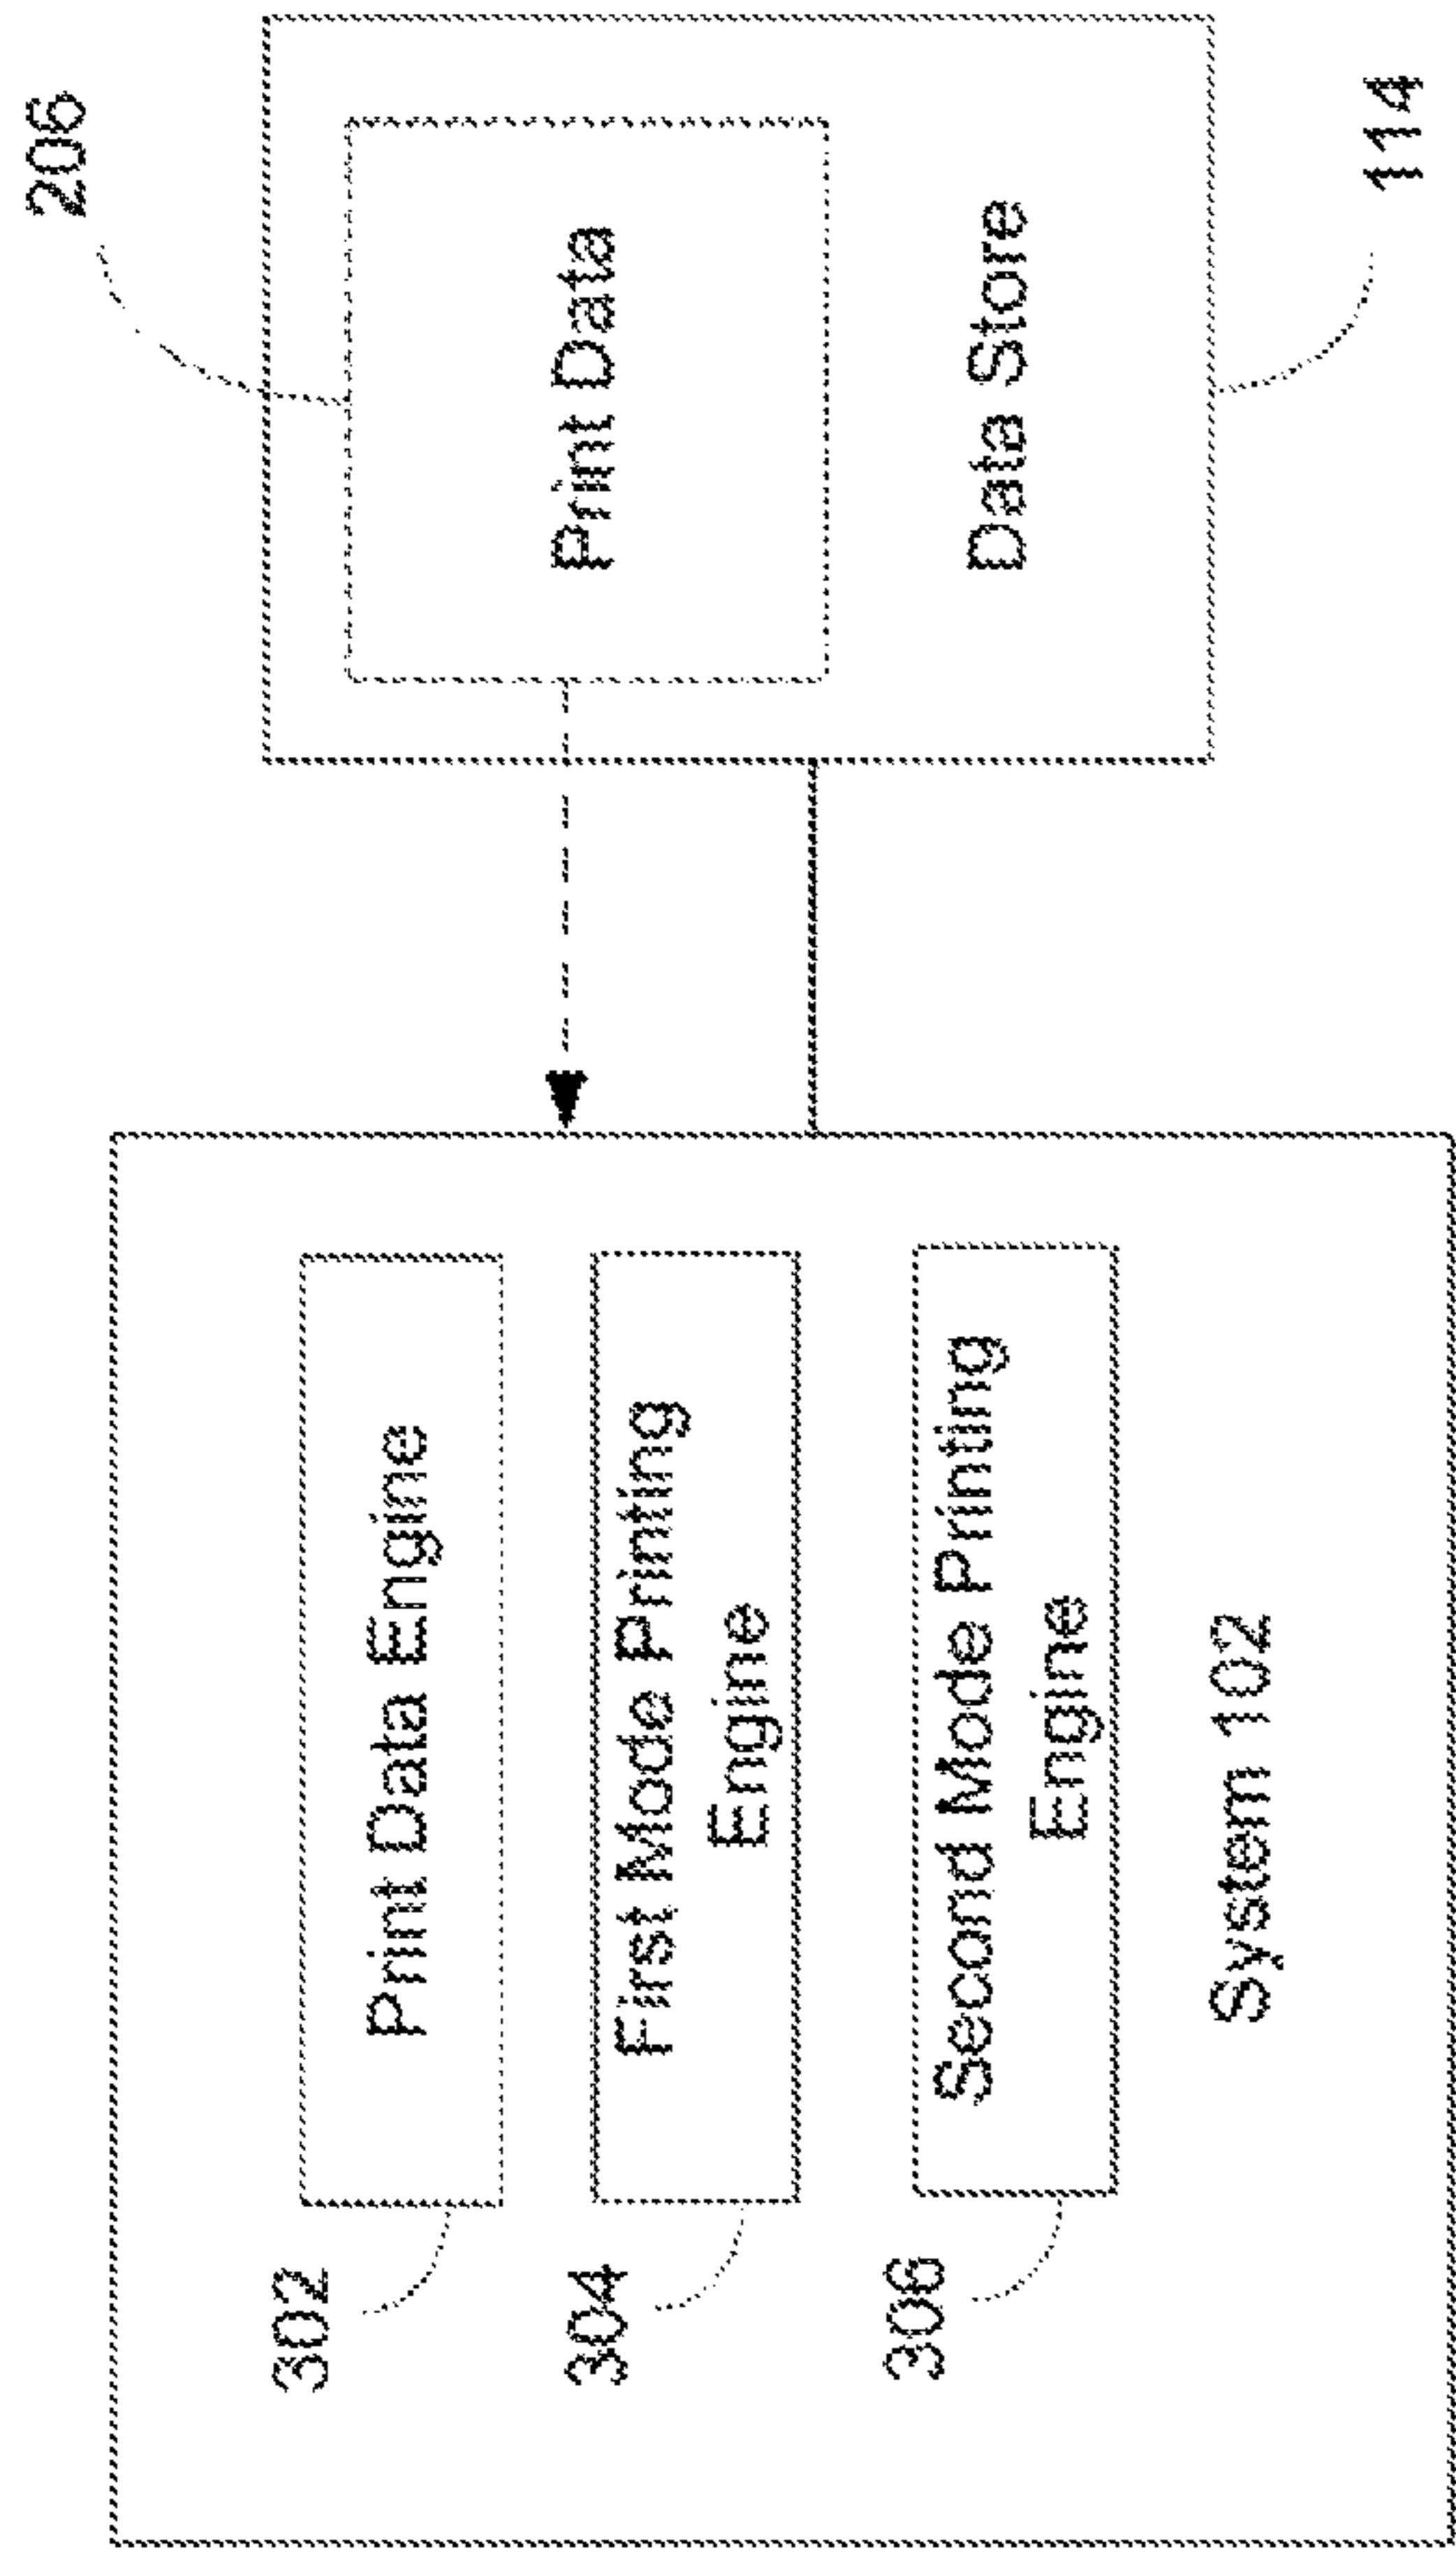 302
Print Data Engine
304
First Mode Printing
Engine
306
Second Mode Printing
Engine
System 102
206
Print Data
Data Store
114